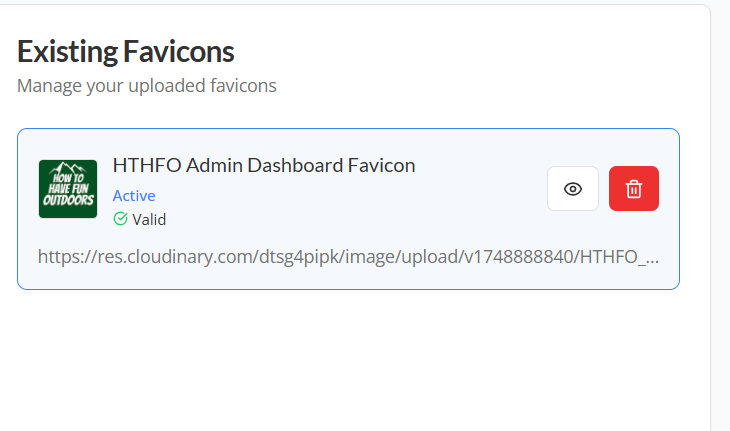 Existing Favicons
Manage your uploaded favicons
HOW TO
HAVE FUN
OUTDOORS
HTHFO Admin Dashboard Favicon
Active
Valid
https://res.cloudinary.com/dtsg4pipk/image/upload/v1748888840/HTHFO_...